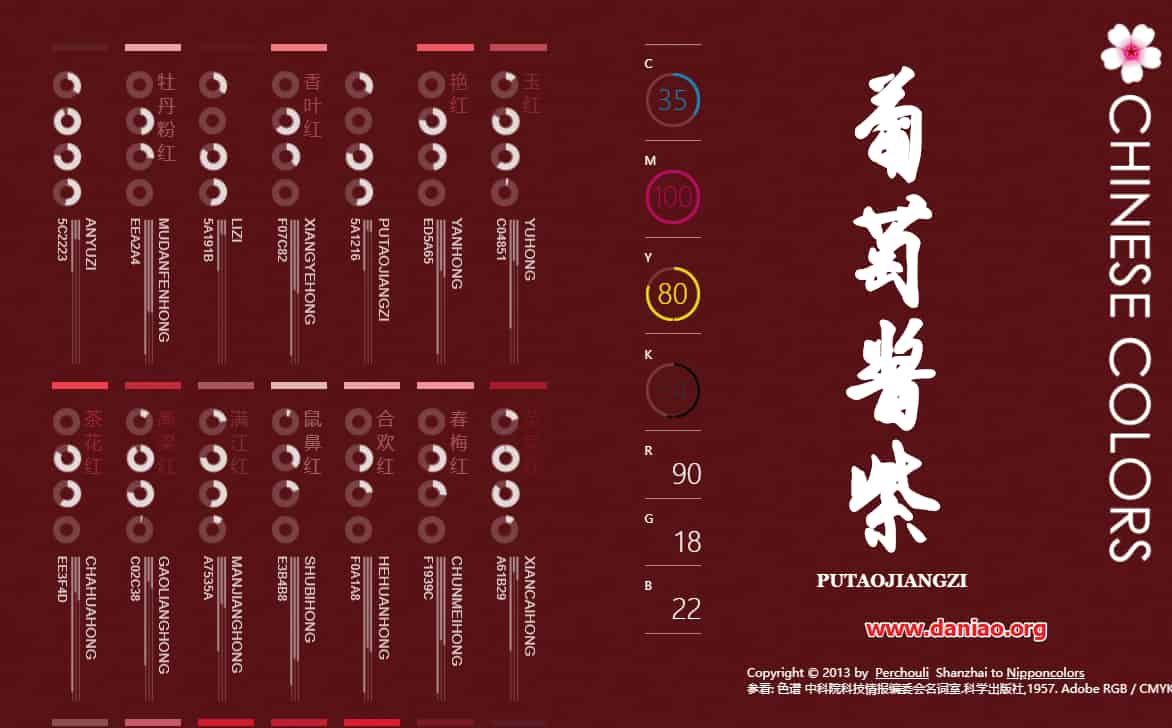 牡丹粉红
香叶红
艳红
玉红
5C2223
ANYUZI
EEA2A4
MUDANFENHONG
5A191B
LIZI
F07C82
XIANGYEHONG
5A1216
PUTAOJIANGZI
ED5A65
YANHONG
C04851
YUHONG
茶花红
高粱红
满江红
鼠鼻红
合欢红
春梅红
苋菜红
EE3F4D
CHAHUAHONG
C02C38
GAOLIANGHONG
A7535A
MANJIANGHONG
E3B4B8
SHUBIHONG
F0A1A8
HEHUANHONG
F1939C
CHUNMEIHONG
A61B29
XIANCAIHONG
C
35
M
100
Y
80
K
R
90
G
18
B
22
葡萄酱紫
PUTAOJIANGZI
CHINESE COLORS
www.daniao.org
Copyright © 2013 by Perchouli Shanzhai to Nipponcolors
参看: 色谱 中科院科技情报编委会名词室,科学出版社,1957. Adobe RGB / CMYK